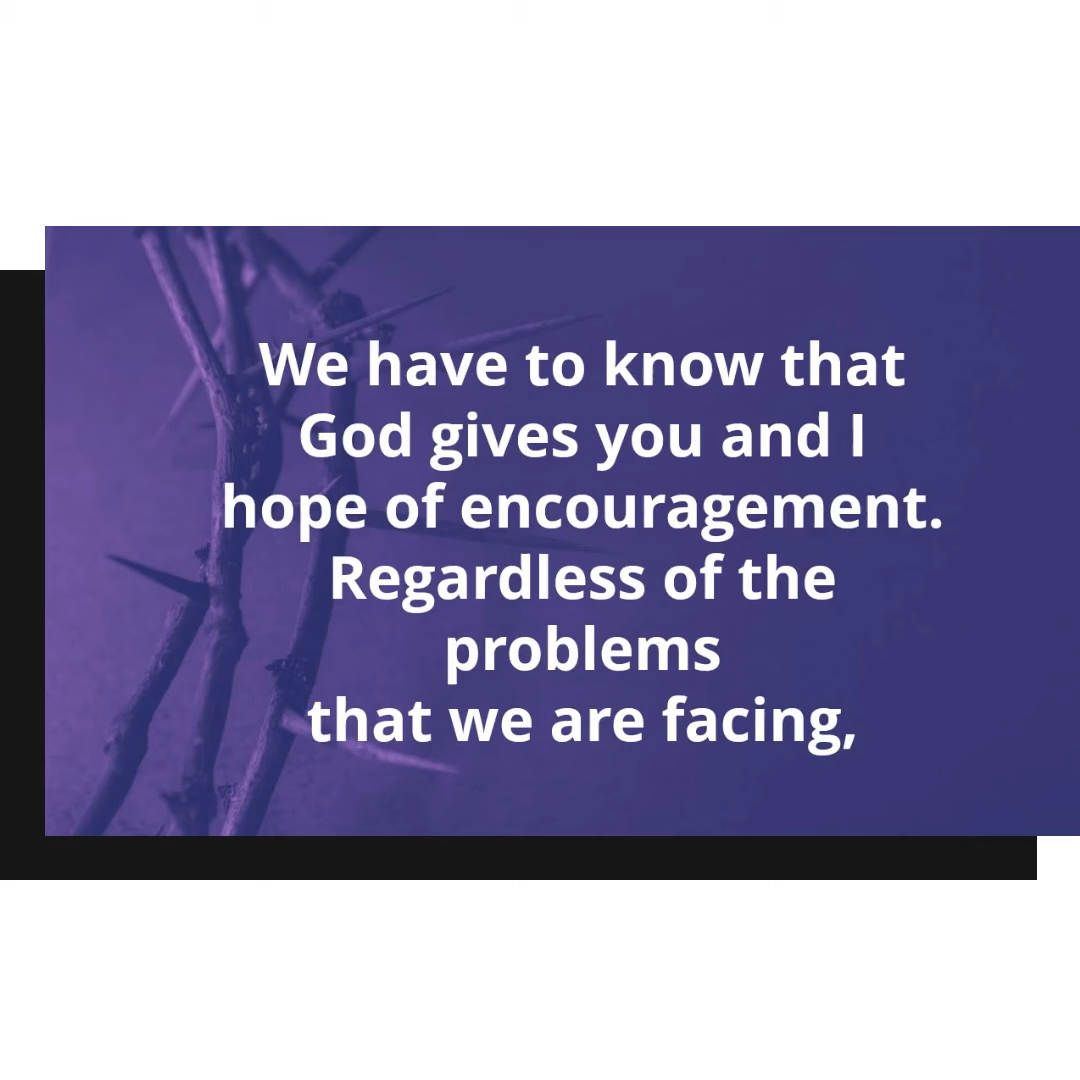 We have to know that
God gives you and I
hope of encouragement.
Regardless of the
problems
that we are facing,